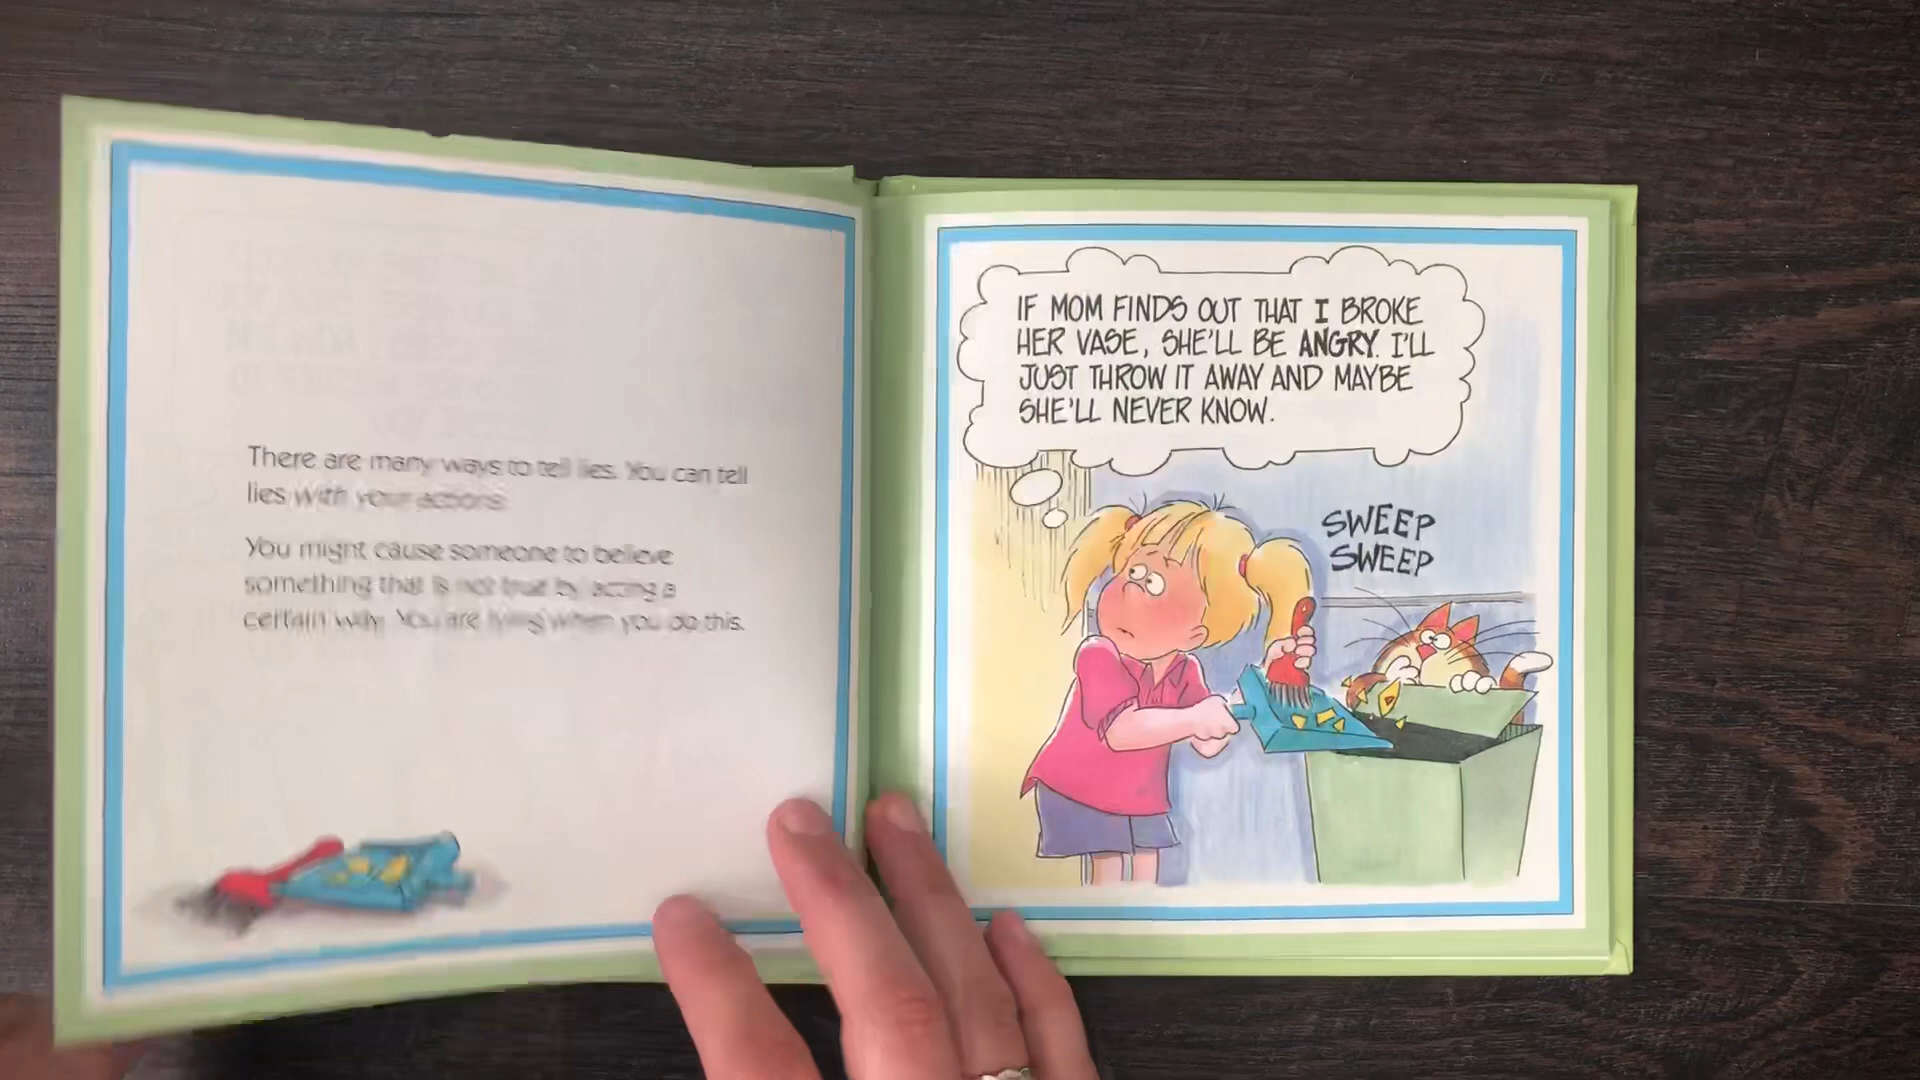 There are many ways to tell lies. You can tell
lies with your actions.
You might cause someone to believe
something that is not true by acting a
certain way. You are lying when you do this.
IF MOM FINDS OUT THAT I BROKE
HER VASE, SHE'LL BE ANGRY. I'LL
JUST THROW IT AWAY AND MAYBE
SHE'LL NEVER KNOW.
SWEEP
SWEEP